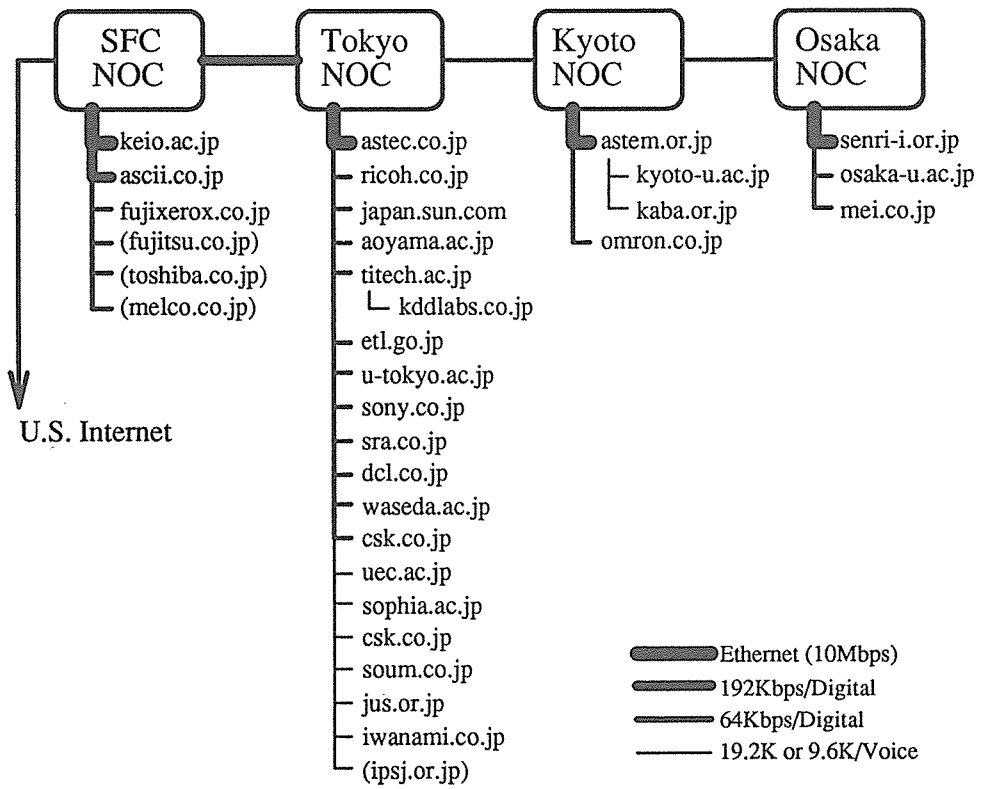 SFC
NOC
Tokyo
NOC
Kyoto
NOC
Osaka
NOC
keio.ac.jp
ascii.co.jp
fujixerox.co.jp
(fujitsu.co.jp)
(toshiba.co.jp)
(melco.co.jp)
U.S. Internet
astec.co.jp
ricoh.co.jp
japan.sun.com
aoyama.ac.jp
titech.ac.jp
kddlabs.co.jp
etl.go.jp
u-tokyo.ac.jp
sony.co.jp
sra.co.jp
dcl.co.jp
waseda.ac.jp
csk.co.jp
uec.ac.jp
sophia.ac.jp
csk.co.jp
soum.co.jp
jus.or.jp
iwanami.co.jp
(ipsj.or.jp)
astem.or.jp
kyoto-u.ac.jp
kaba.or.jp
omron.co.jp
senri-i.or.jp
osaka-u.ac.jp
mei.co.jp
Ethernet (10Mbps)
192Kbps/Digital
64Kbps/Digital
19.2K or 9.6K/Voice